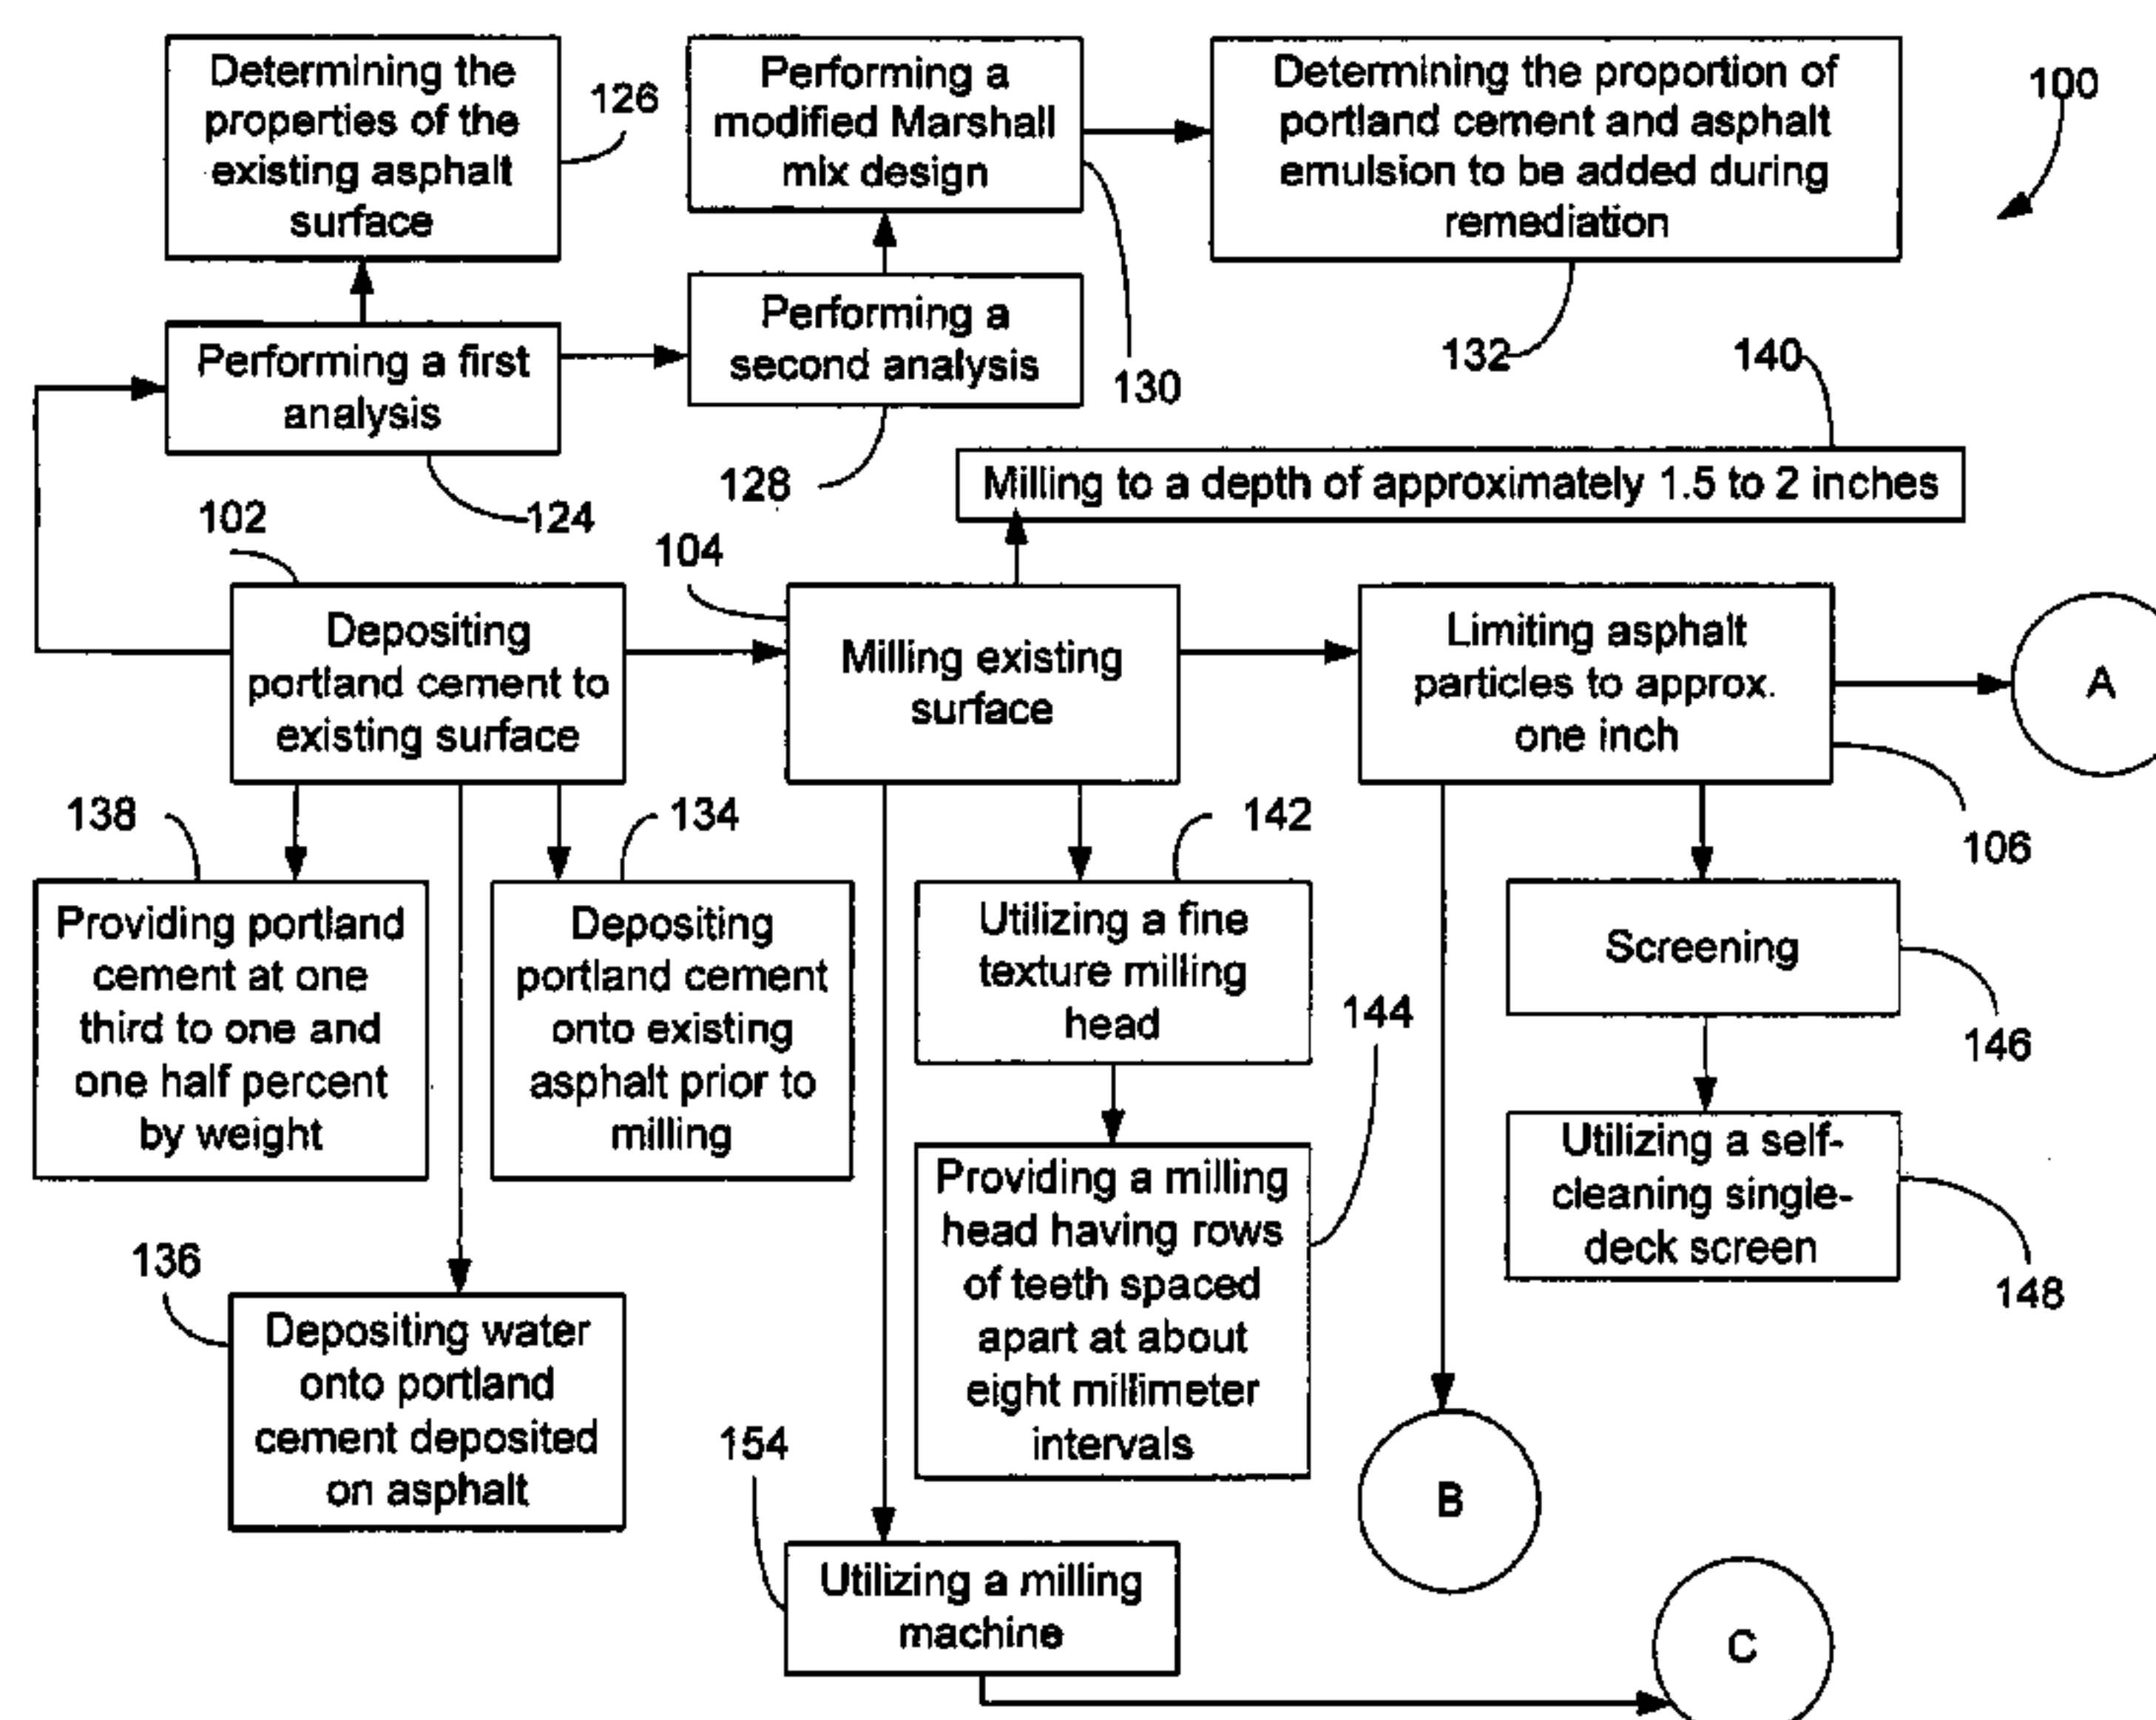 Determining the
properties of the
existing asphalt
surface
126
Performing a
modified Marshall
mix design
130
Determining the proportion of
portland cement and asphalt
emulsion to be added during
remediation
132
100
Performing a first
analysis
124
Performing a
second analysis
128
140
Milling to a depth of approximately 1.5 to 2 inches
102
Depositing
portland cement to
existing surface
104
Milling existing
surface
Limiting asphalt
particles to approx.
one inch
106
A
138
Providing portland
cement at one
third to one and
one half percent
by weight
134
Depositing
portland cement
onto existing
asphalt prior to
milling
142
Utilizing a fine
texture milling
head
144
Providing a milling
head having rows
of teeth spaced
apart at about
eight millimeter
intervals
Screening
146
Utilizing a self-
cleaning single-
deck screen
148
136
Depositing water
onto portland
cement deposited
on asphalt
154
Utilizing a milling
machine
B
C